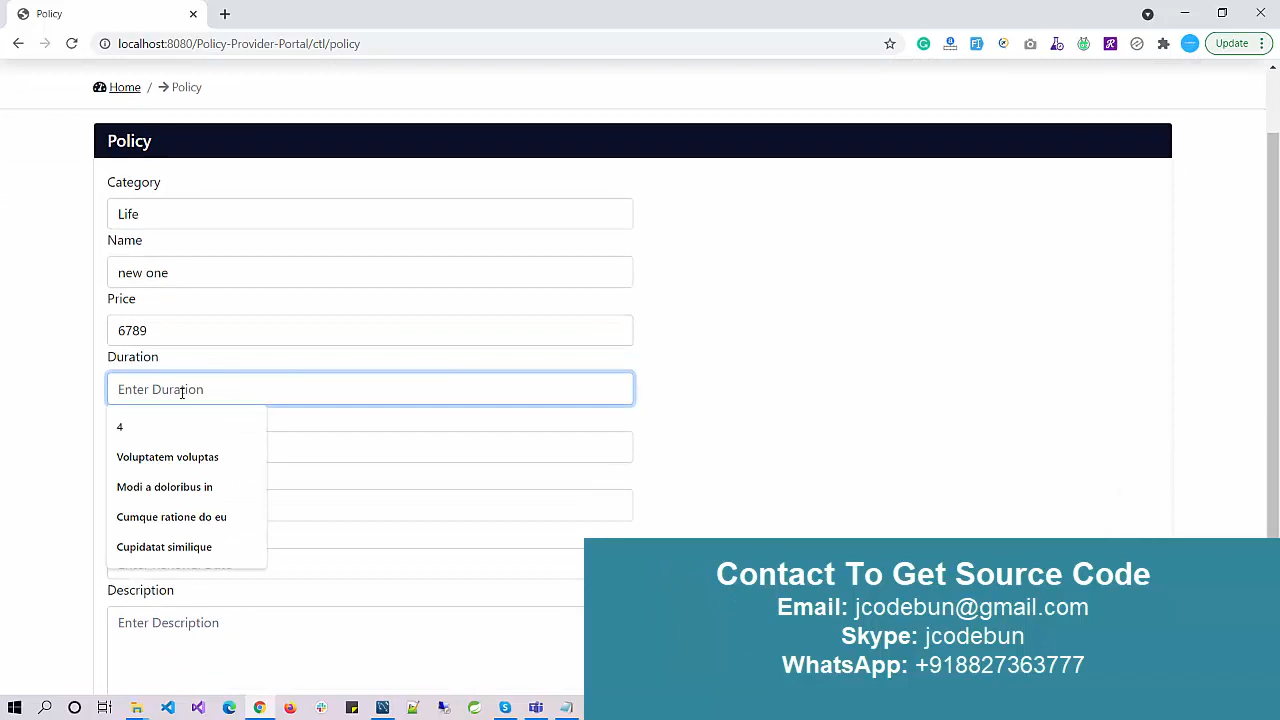 Policy
localhost:8080/Policy-Provider-Portal/ctl/policy
Update
Home / Policy
Policy
Category
Life
Name
new one
Price
6789
Duration
Enter Duration
4
Voluptatem voluptas
Modi a doloribus in
Cumque ratione do eu
Cupidatat similique
Description
Enter Description
Contact To Get Source Code
Email: jcodebun@gmail.com
Skype: jcodebun
WhatsApp: +918827363777